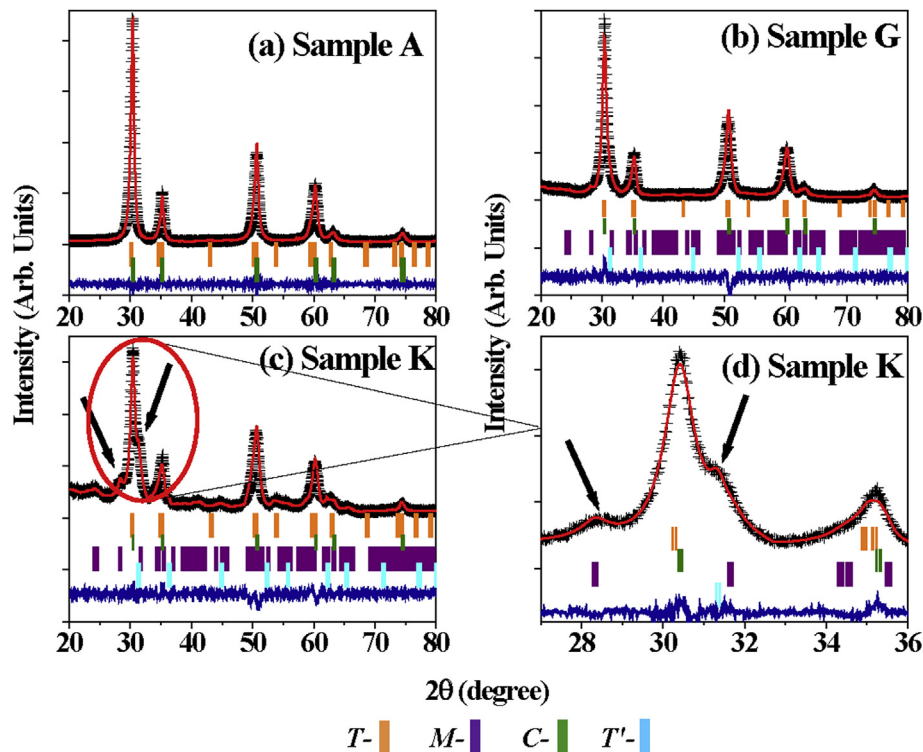 (a) Sample A
(b) Sample G
20 30 40 50 60 70 80
20 30 40 50 60 70 80
Intensity (Arb. Units)
Intensity (Arb. Units)
(c) Sample K
(d) Sample K
20 30 40 50 60 70 80
28 30 32 34 36
2θ (degree)
T- M- C- T'-